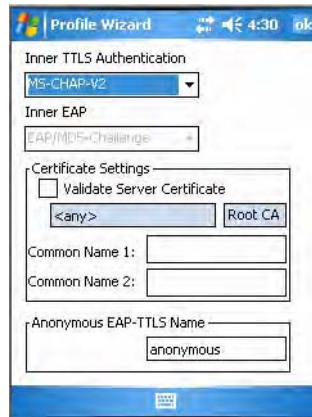 Profile Wizard 4:30 ok
Inner TTLS Authentication
MS-CHAP-V2
Inner EAP
EAP/MD5-Challenge
Certificate Settings
Validate Server Certificate
<any> Root CA
Common Name 1:
Common Name 2:
Anonymous EAP-TTLS Name
anonymous